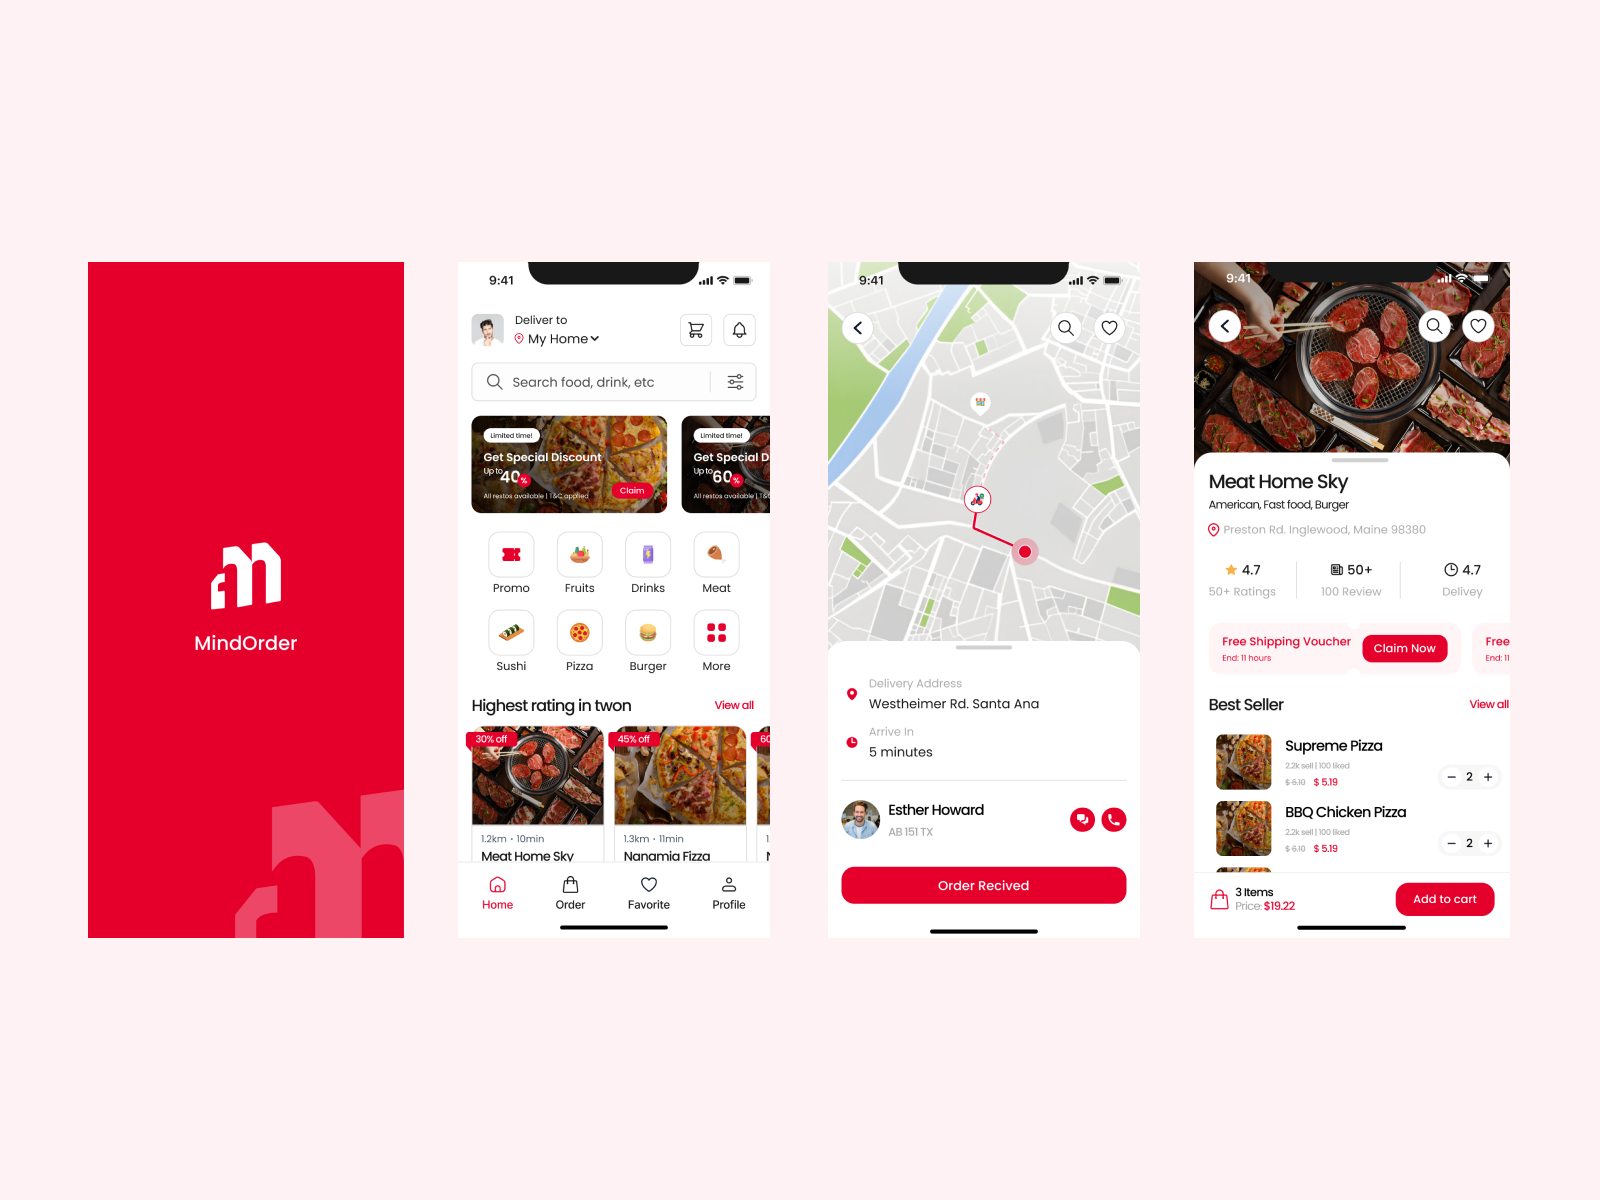 MindOrder
9:41
Deliver to
My Home
Search food, drink, etc
Limited time!
Get Special Discount
Up to 40%
All restos available | T&C applied
Claim
Limited time!
Get Special D
Up to 60%
All restos available | T&C
Promo
Fruits
Drinks
Meat
Sushi
Pizza
Burger
More
Highest rating in twon
View all
30% off
1.2km • 10min
Meat Home Sky
45% off
1.3km • 11min
Nanamia Fizza
60
1.
N
Home
Order
Favorite
Profile
9:41
Delivery Address
Westheimer Rd. Santa Ana
Arrive In
5 minutes
Esther Howard
AB 151 TX
Order Recived
9:41
Meat Home Sky
American, Fast food, Burger
Preston Rd. Inglewood, Maine 98380
4.7
50+ Ratings
50+
100 Review
4.7
Delivey
Free Shipping Voucher
End: 11 hours
Claim Now
Free
End: 11
Best Seller
View all
Supreme Pizza
2.2k sell | 100 liked
$ 6.10 $ 5.19
2
BBQ Chicken Pizza
2.2k sell | 100 liked
$ 6.10 $ 5.19
2
3 Items
Price: $19.22
Add to cart